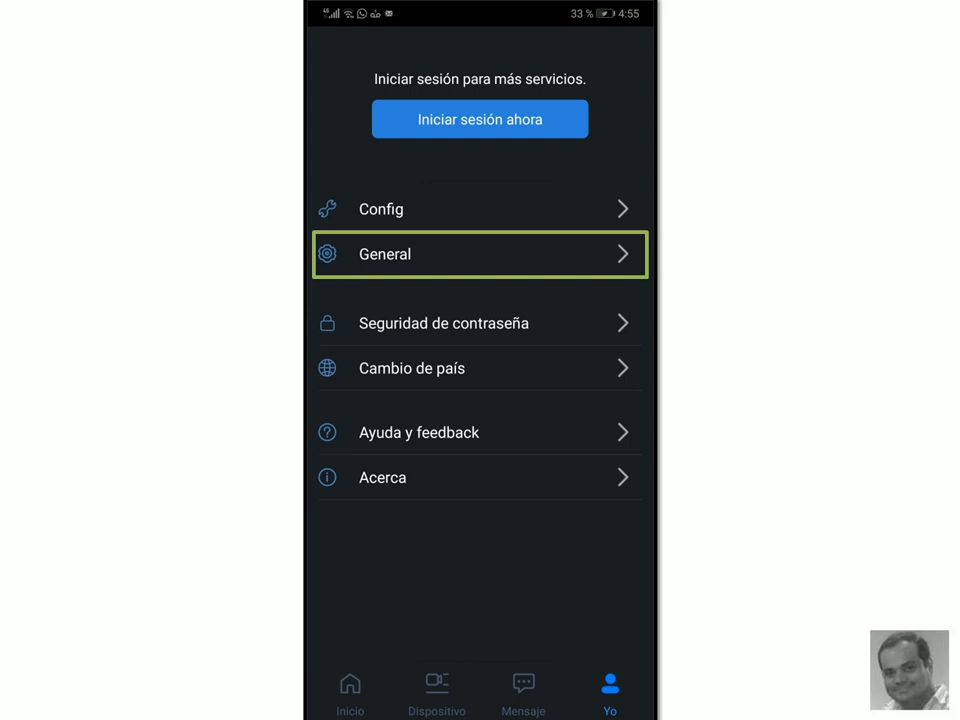 33 % 4:55
Iniciar sesión para más servicios.
Iniciar sesión ahora
Config
General
Seguridad de contraseña
Cambio de país
Ayuda y feedback
Acerca
Inicio Dispositivo Mensaje Yo